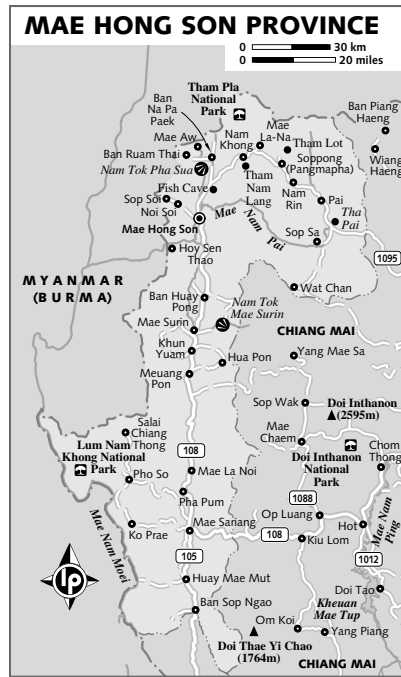 MAE HONG SON PROVINCE
0 30 km
0 20 miles
Tham Pla
National
Park
Ban
Na Pa
Paek
Ban Piang
Haeng
Mae Aw
Nam
Khong
Mae
La-Na
Tham Lot
Ban Ruam Thai
Soppong
(Pangmapha)
Wiang
Haeng
Nam Tok Pha Sua
Fish Cave
Tham
Nam
Lang
Nam
Rin
Pai
Sop Soi
Noi Soi
Mae Nam Pai
Tha
Pai
Mae Hong Son
Sop Sa
Hoy Sen
Thao
1095
MYANMAR
(BURMA)
Wat Chan
Ban Huay
Pong
Nam Tok
Mae Surin
CHIANG MAI
Mae Surin
Khun
Yuam
Yang Mae Sa
Hua Pon
Meuang
Pon
Sop Wak
Doi Inthanon
(2595m)
Salai
Chiang
Thong
Mae
Chaem
Lum Nam
Khong National
Park
108
Doi Inthanon
National
Park
Chom
Thong
Pho So
Mae La Noi
1088
Pha Pum
Op Luang
Mae Nam Ping
Mae Nam Moei
Ko Prae
Mae Sariang
108
Hot
Kiu Lom
105
1012
lp
Huay Mae Mut
Doi Tao
Ban Sop Ngao
Kheuan
Mae Tup
Om Koi
Doi Thae Yi Chao
(1764m)
Yang Piang
CHIANG MAI